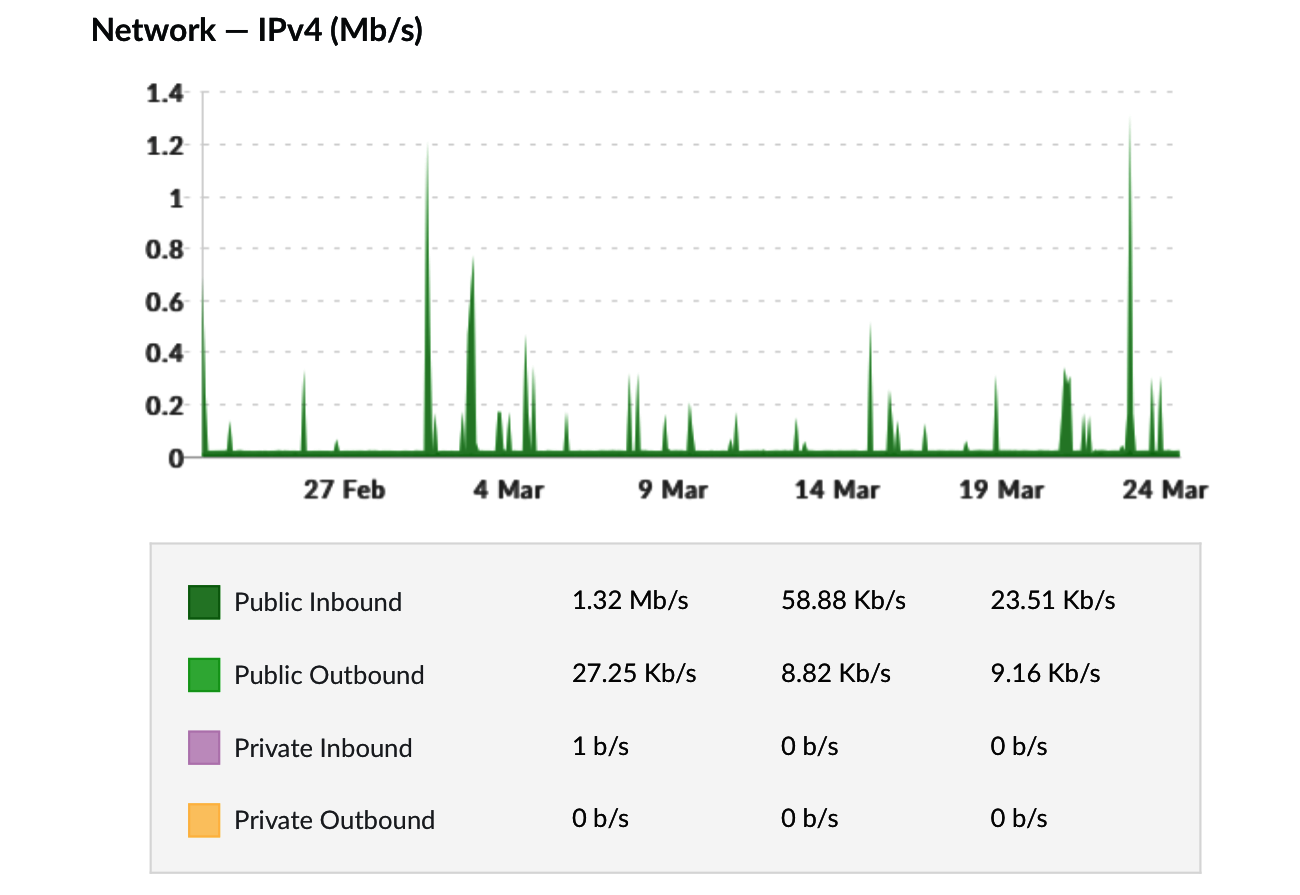 Network — IPv4 (Mb/s)
1.4
1.2
1
0.8
0.6
0.4
0.2
0
27 Feb 4 Mar 9 Mar 14 Mar 19 Mar 24 Mar
Public Inbound 1.32 Mb/s 58.88 Kb/s 23.51 Kb/s
Public Outbound 27.25 Kb/s 8.82 Kb/s 9.16 Kb/s
Private Inbound 1 b/s 0 b/s 0 b/s
Private Outbound 0 b/s 0 b/s 0 b/s